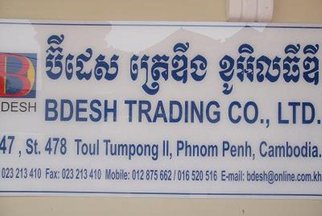 ប៊ីដេស ត្រេឌីង ខូអិលធីឌី
BDESH
BDESH TRADING CO., LTD.
47 , St. 478 Toul Tumpong II, Phnom Penh, Cambodia.
023 213 410 Fax: 023 213 410 Mobile: 012 875 662 / 016 520 516 E-mail: bdesh@online.com.kh